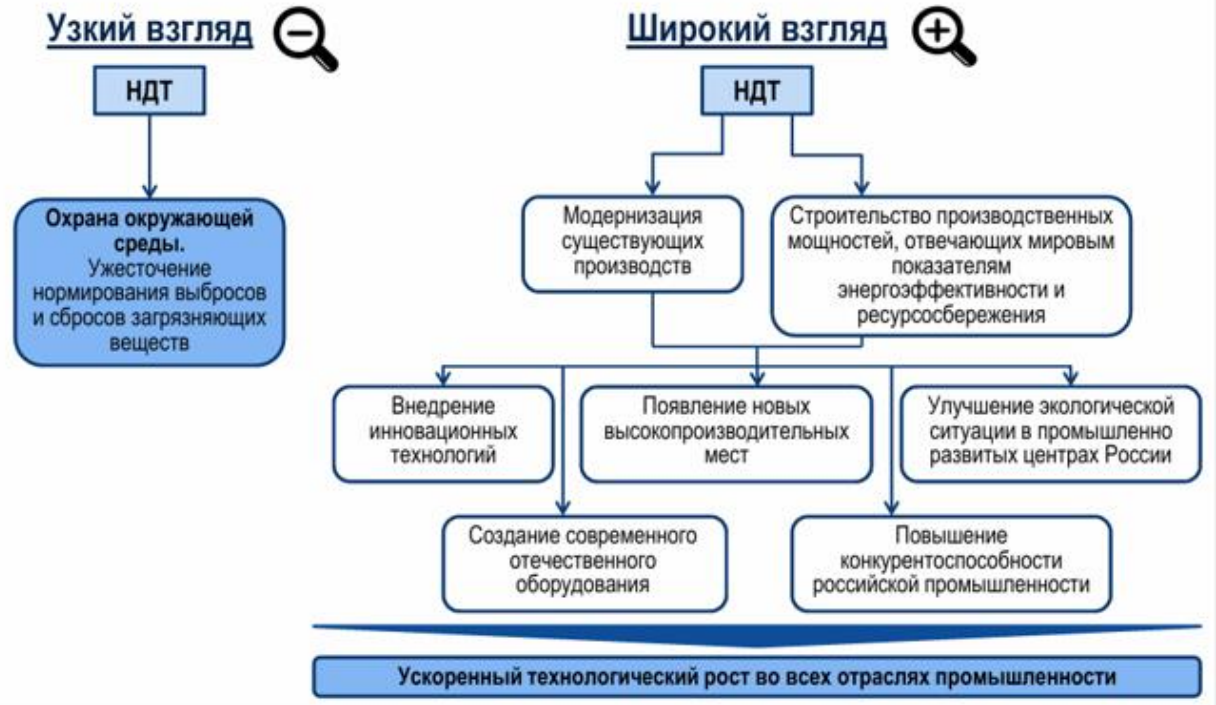 Узкий взгляд
НДТ
Охрана окружающей
среды.
Ужесточение
нормирования выбросов
и сбросов загрязняющих
веществ
Широкий взгляд
НДТ
Модернизация
существующих
производств
Строительство производственных
мощностей, отвечающих мировым
показателям
энергоэффективности и
ресурсосбережения
Внедрение
инновационных
технологий
Появление новых
высокопроизводительных
мест
Улучшение экологической
ситуации в промышленно
развитых центрах России
Создание современного
отечественного
оборудования
Повышение
конкурентоспособности
российской промышленности
Ускоренный технологический рост во всех отраслях промышленности